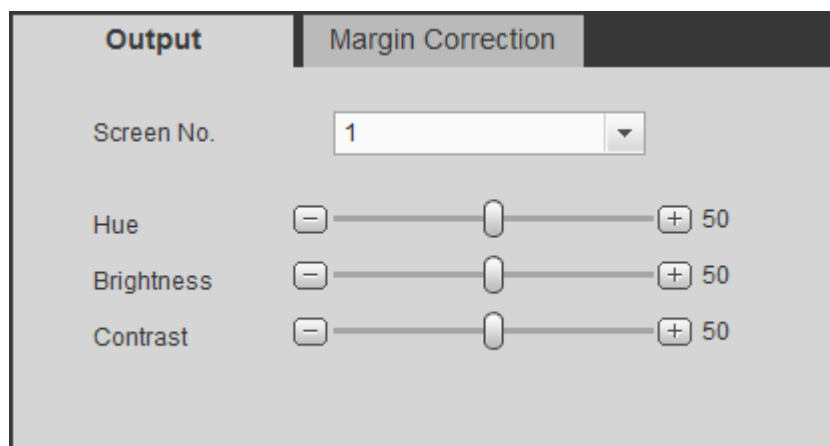 Output Margin Correction
Screen No. 1
Hue 50
Brightness 50
Contrast 50